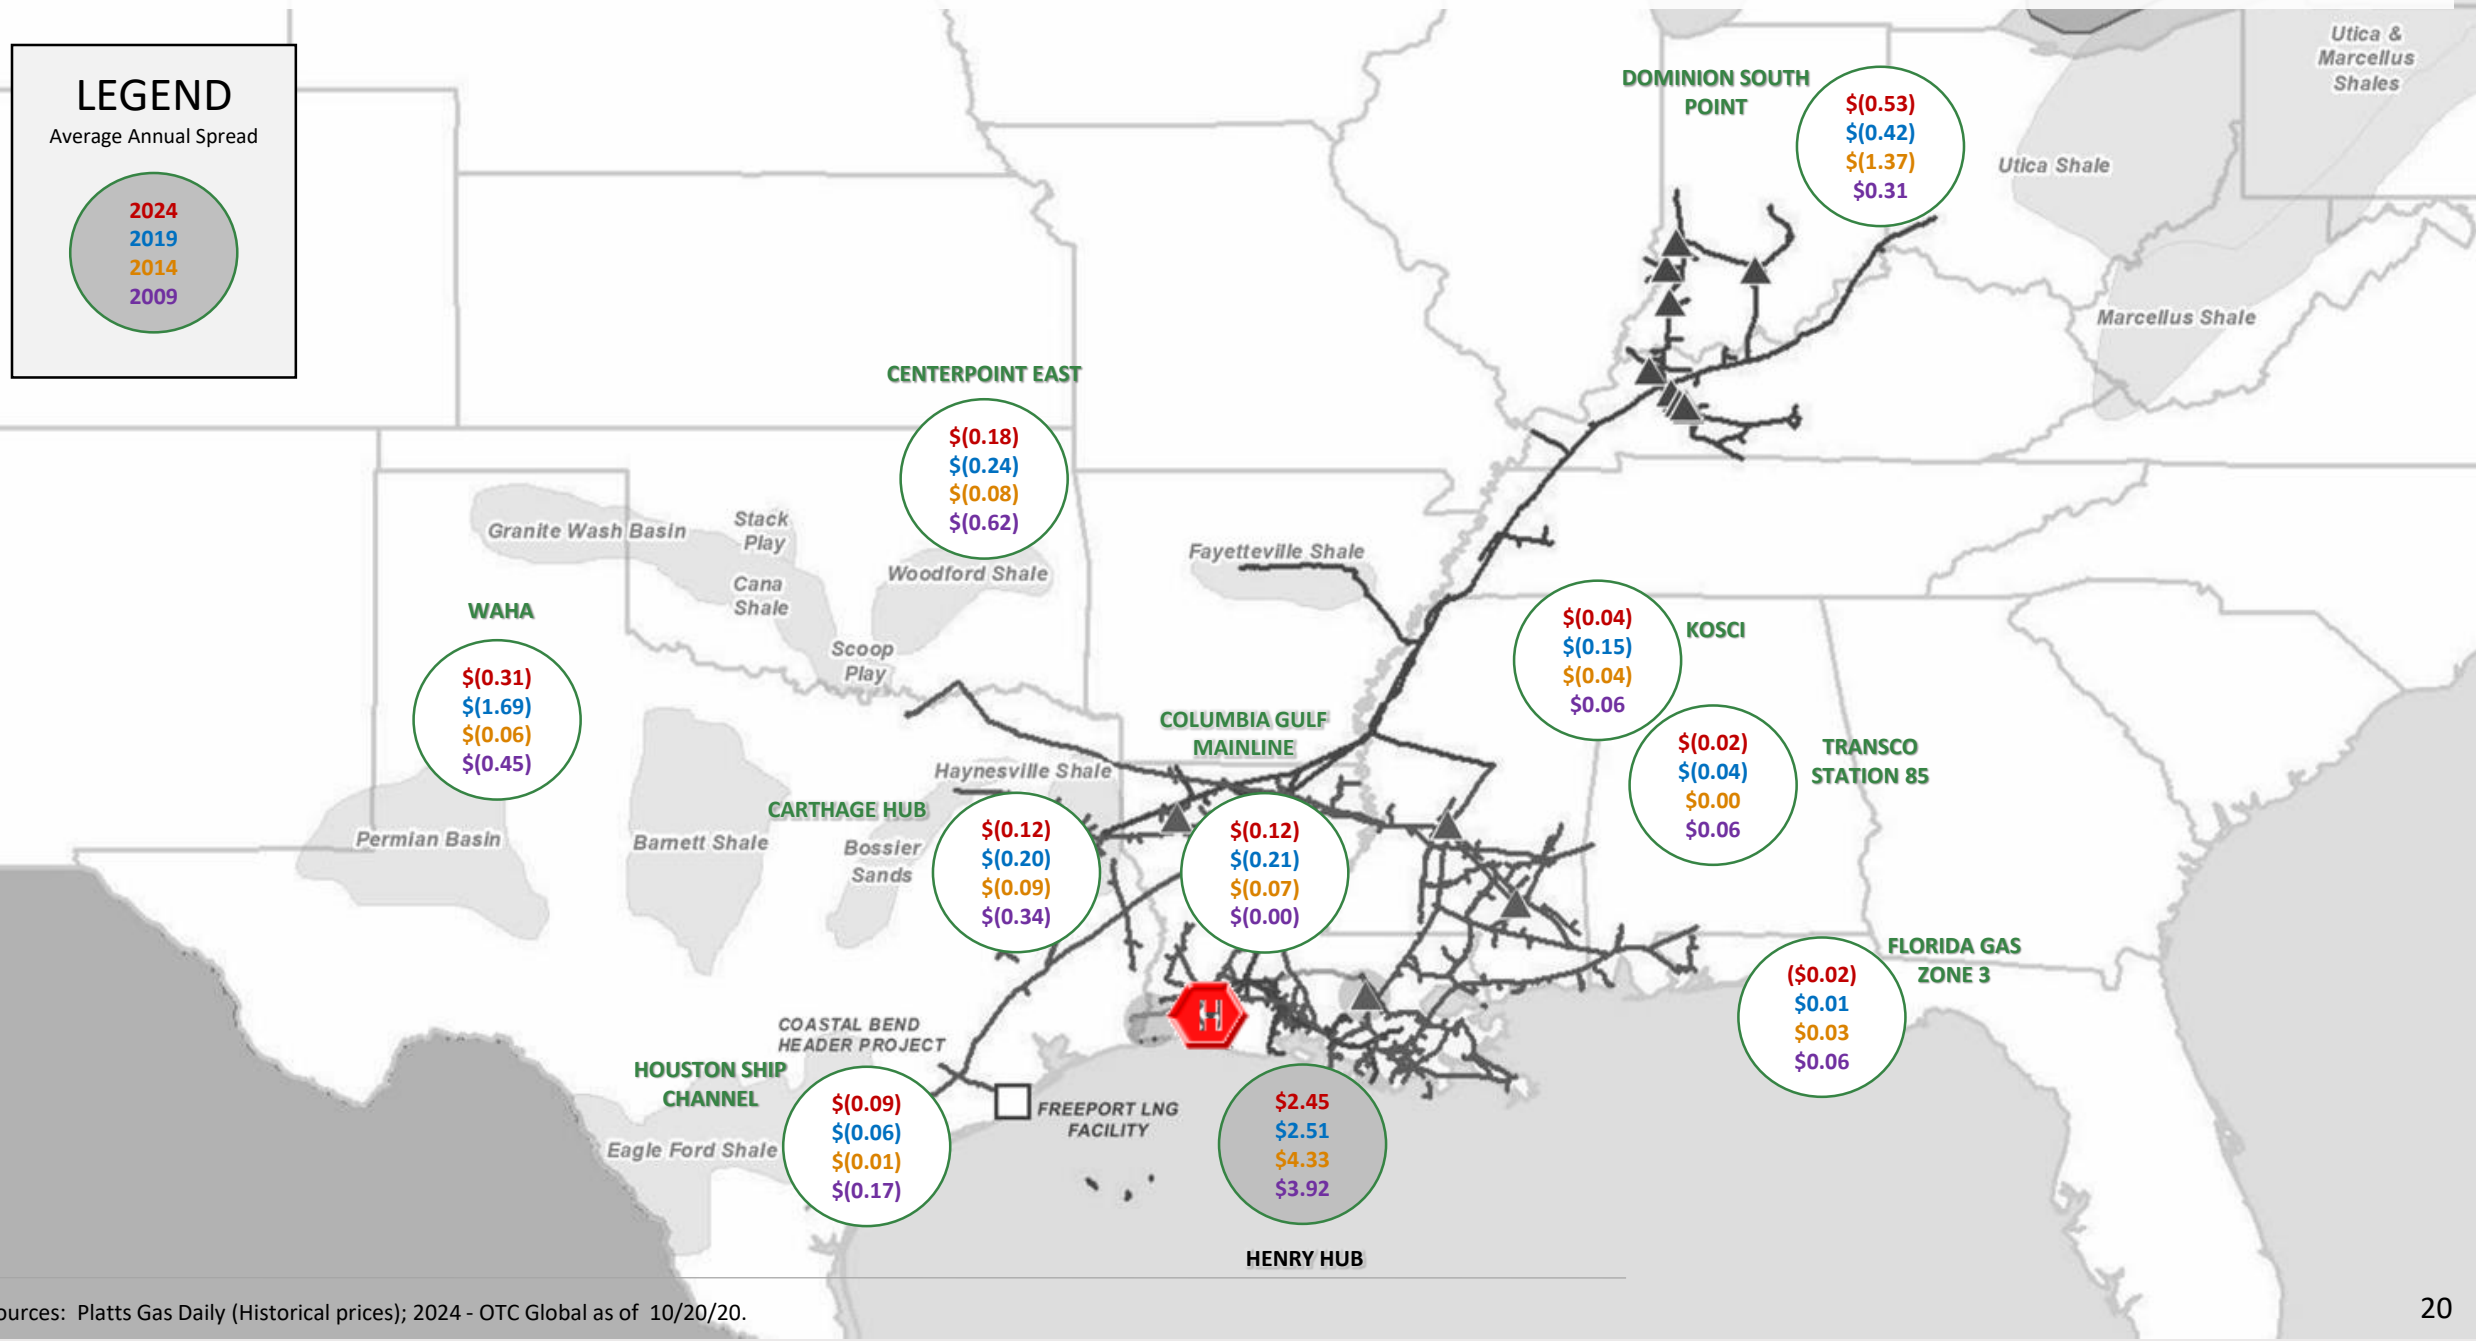 LEGEND
Average Annual Spread
2024
2019
2014
2009
DOMINION SOUTH
POINT
$(0.53)
$(0.42)
$(1.37)
$0.31
Utica &
Marcellus
Shales
Utica Shale
Marcellus Shale
CENTERPOINT EAST
$(0.18)
$(0.24)
$(0.08)
$(0.62)
Granite Wash Basin
Stack
Play
Cana
Shale
Woodford Shale
Scoop
Play
Fayetteville Shale
WAHA
$(0.31)
$(1.69)
$(0.06)
$(0.45)
Permian Basin
Barnett Shale
KOSCI
$(0.04)
$(0.15)
$(0.04)
$0.06
TRANSCO
STATION 85
$(0.02)
$(0.04)
$0.00
$0.06
COLUMBIA GULF
MAINLINE
$(0.12)
$(0.21)
$(0.07)
$(0.00)
Haynesville Shale
CARTHAGE HUB
$(0.12)
$(0.20)
$(0.09)
$(0.34)
Bossier
Sands
FLORIDA GAS
ZONE 3
($0.02)
$0.01
$0.03
$0.06
COASTAL BEND
HEADER PROJECT
HOUSTON SHIP
CHANNEL
$(0.09)
$(0.06)
$(0.01)
$(0.17)
Eagle Ford Shale
FREEPORT LNG
FACILITY
H
$2.45
$2.51
$4.33
$3.92
HENRY HUB
ources: Platts Gas Daily (Historical prices); 2024 - OTC Global as of 10/20/20.
20